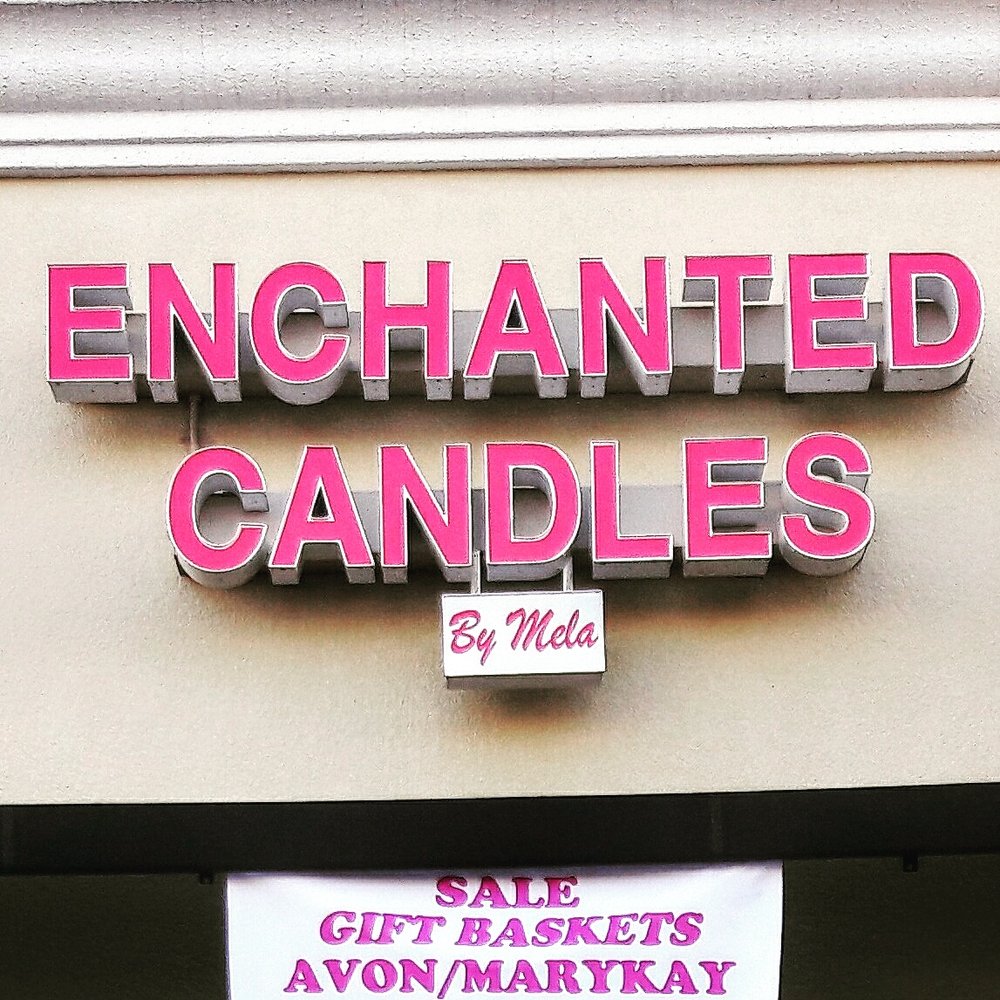 ENCHANTED
CANDLES
By Mela
SALE
GIFT BASKETS
AVON/MARYKAY